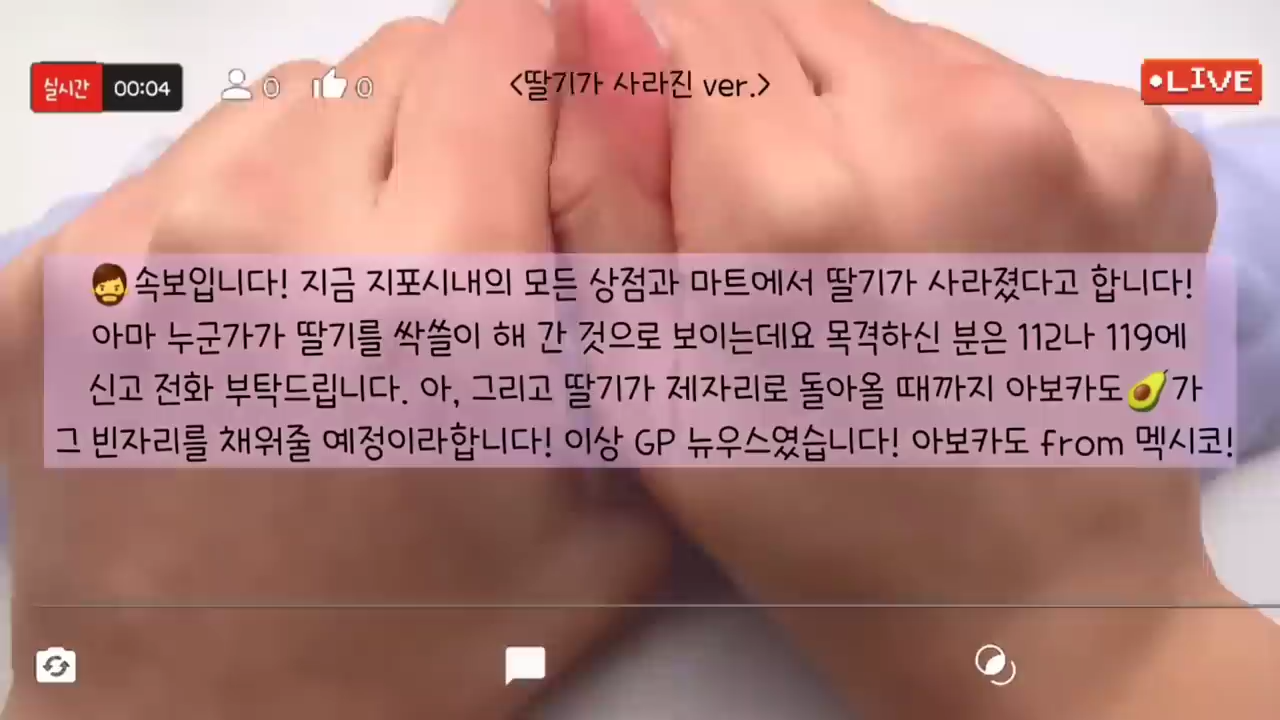 실시간 00:04 0 0
<딸기가 사라진 ver.>
LIVE
속보입니다! 지금 지포시내의 모든 상점과 마트에서 딸기가 사라졌다고 합니다!
아마 누군가가 딸기를 싹쓸이 해 간 것으로 보이는데요 목격하신 분은 112나 119에
신고 전화 부탁드립니다. 아, 그리고 딸기가 제자리로 돌아올 때까지 아보카도🥑가
그 빈자리를 채워줄 예정이라합니다! 이상 GP 뉴우스였습니다! 아보카도 from 멕시코!